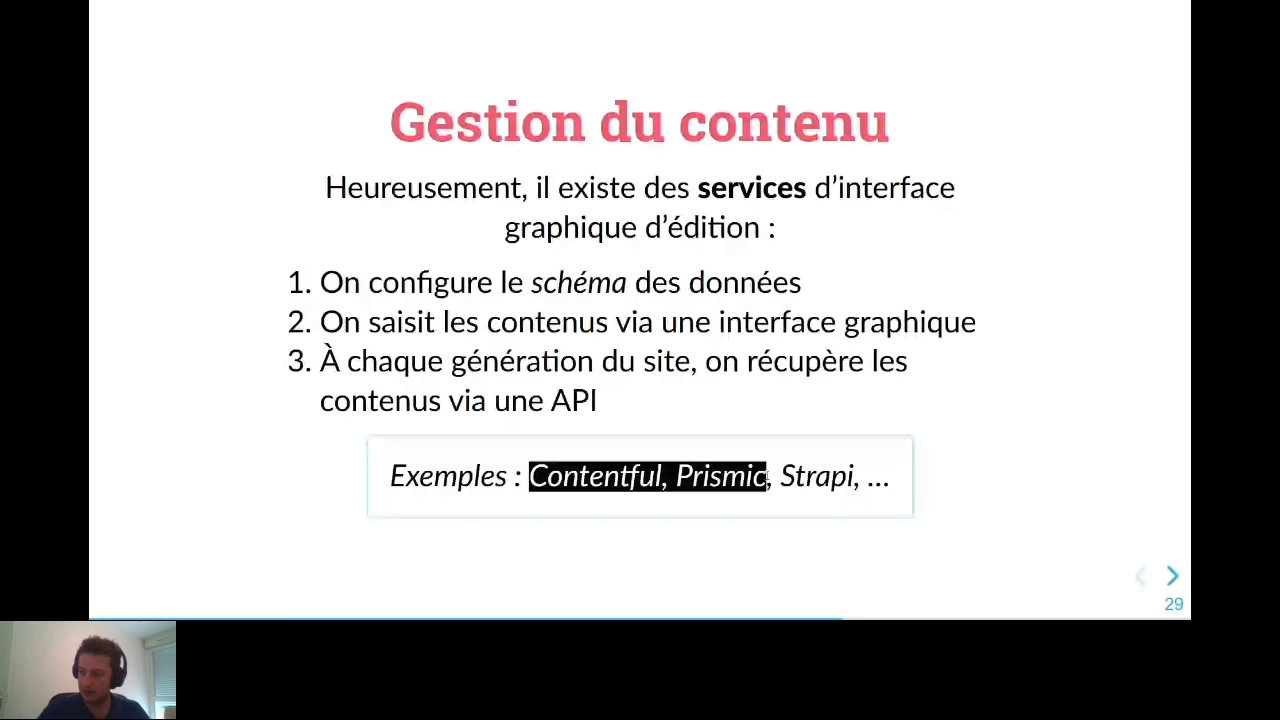 Gestion du contenu
Heureusement, il existe des services d’interface
graphique d’édition :
1. On configure le schéma des données
2. On saisit les contenus via une interface graphique
3. À chaque génération du site, on récupère les
contenus via une API
Exemples : Contentful, Prismic, Strapi, ...
29